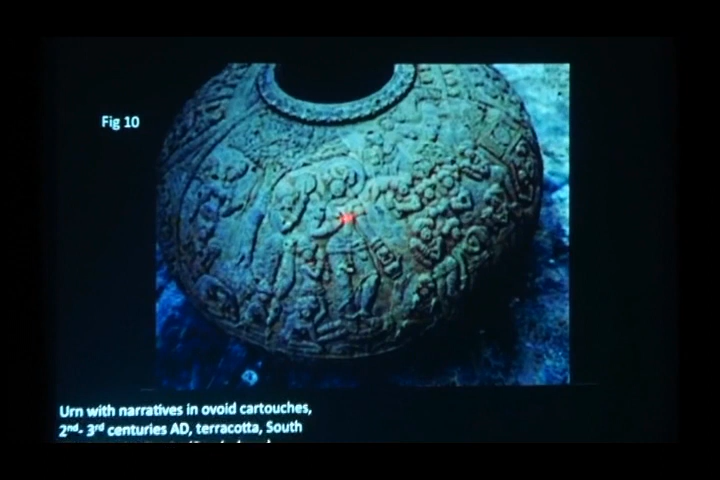 Fig 10
Urn with narratives in ovoid cartouches,
2nd- 3rd centuries AD, terracotta, South